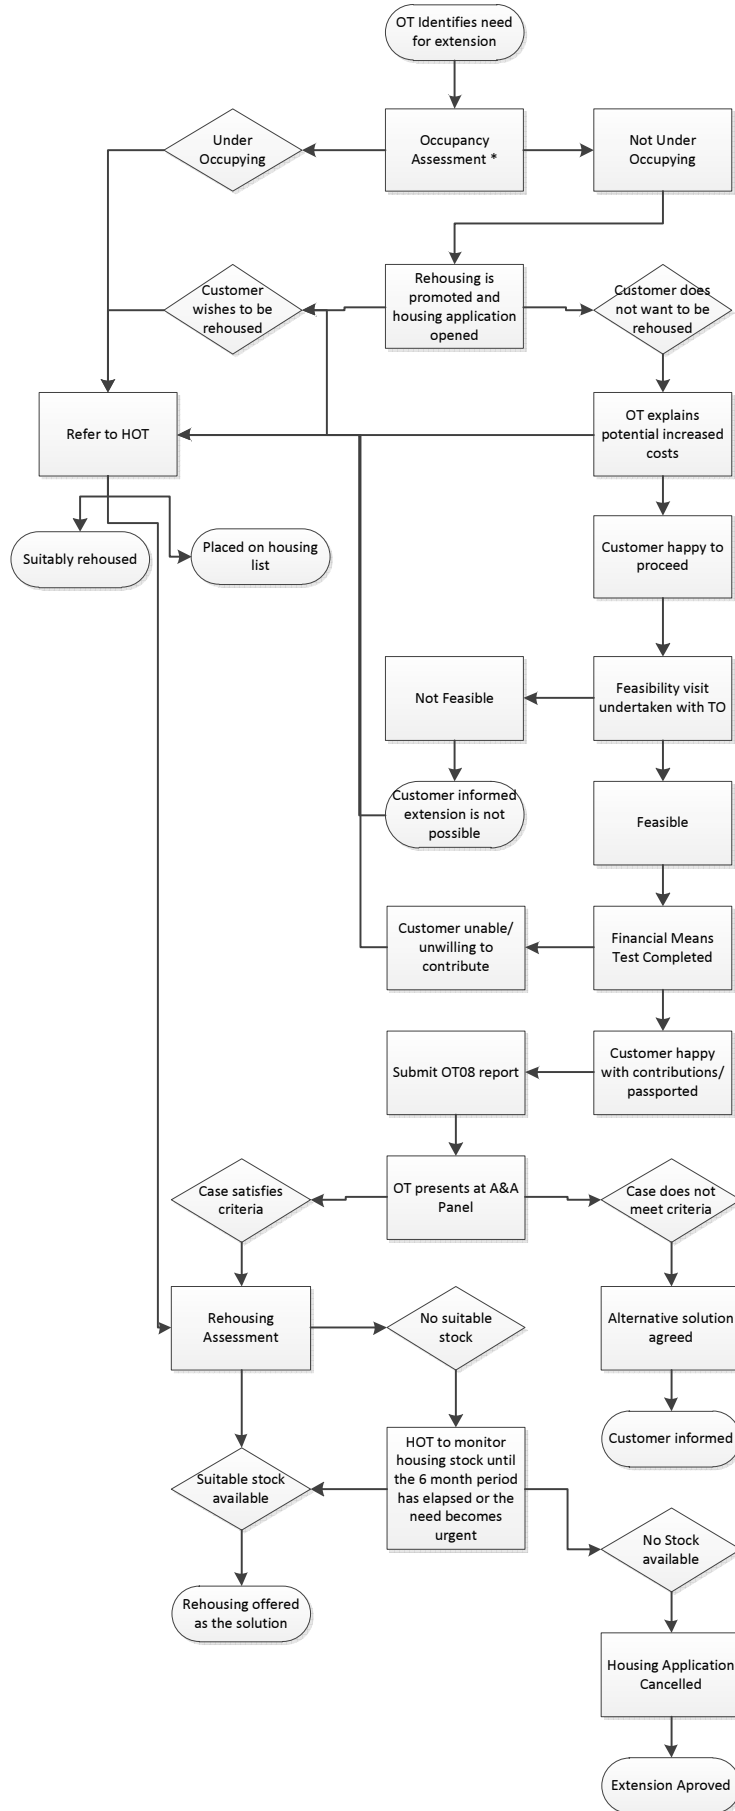 OT Identifies need
for extension
Under
Occupying
Occupancy
Assessment *
Not Under
Occupying
Customer
wishes to be
rehoused
Rehousing is
promoted and
housing application
opened
Customer does
not want to be
rehoused
Refer to HOT
OT explains
potential increased
costs
Suitably rehoused
Placed on housing
list
Customer happy to
proceed
Not Feasible
Feasibility visit
undertaken with TO
Customer informed
extension is not
possible
Feasible
Customer unable/
unwilling to
contribute
Financial Means
Test Completed
Submit OT08 report
Customer happy
with contributions/
passported
Case satisfies
criteria
OT presents at A&A
Panel
Case does not
meet criteria
Rehousing
Assessment
No suitable
stock
Alternative solution
agreed
Customer informed
Suitable stock
available
HOT to monitor
housing stock until
the 6 month period
has elapsed or the
need becomes
urgent
No Stock
available
Rehousing offered
as the solution
Housing Application
Cancelled
Extension Aproved